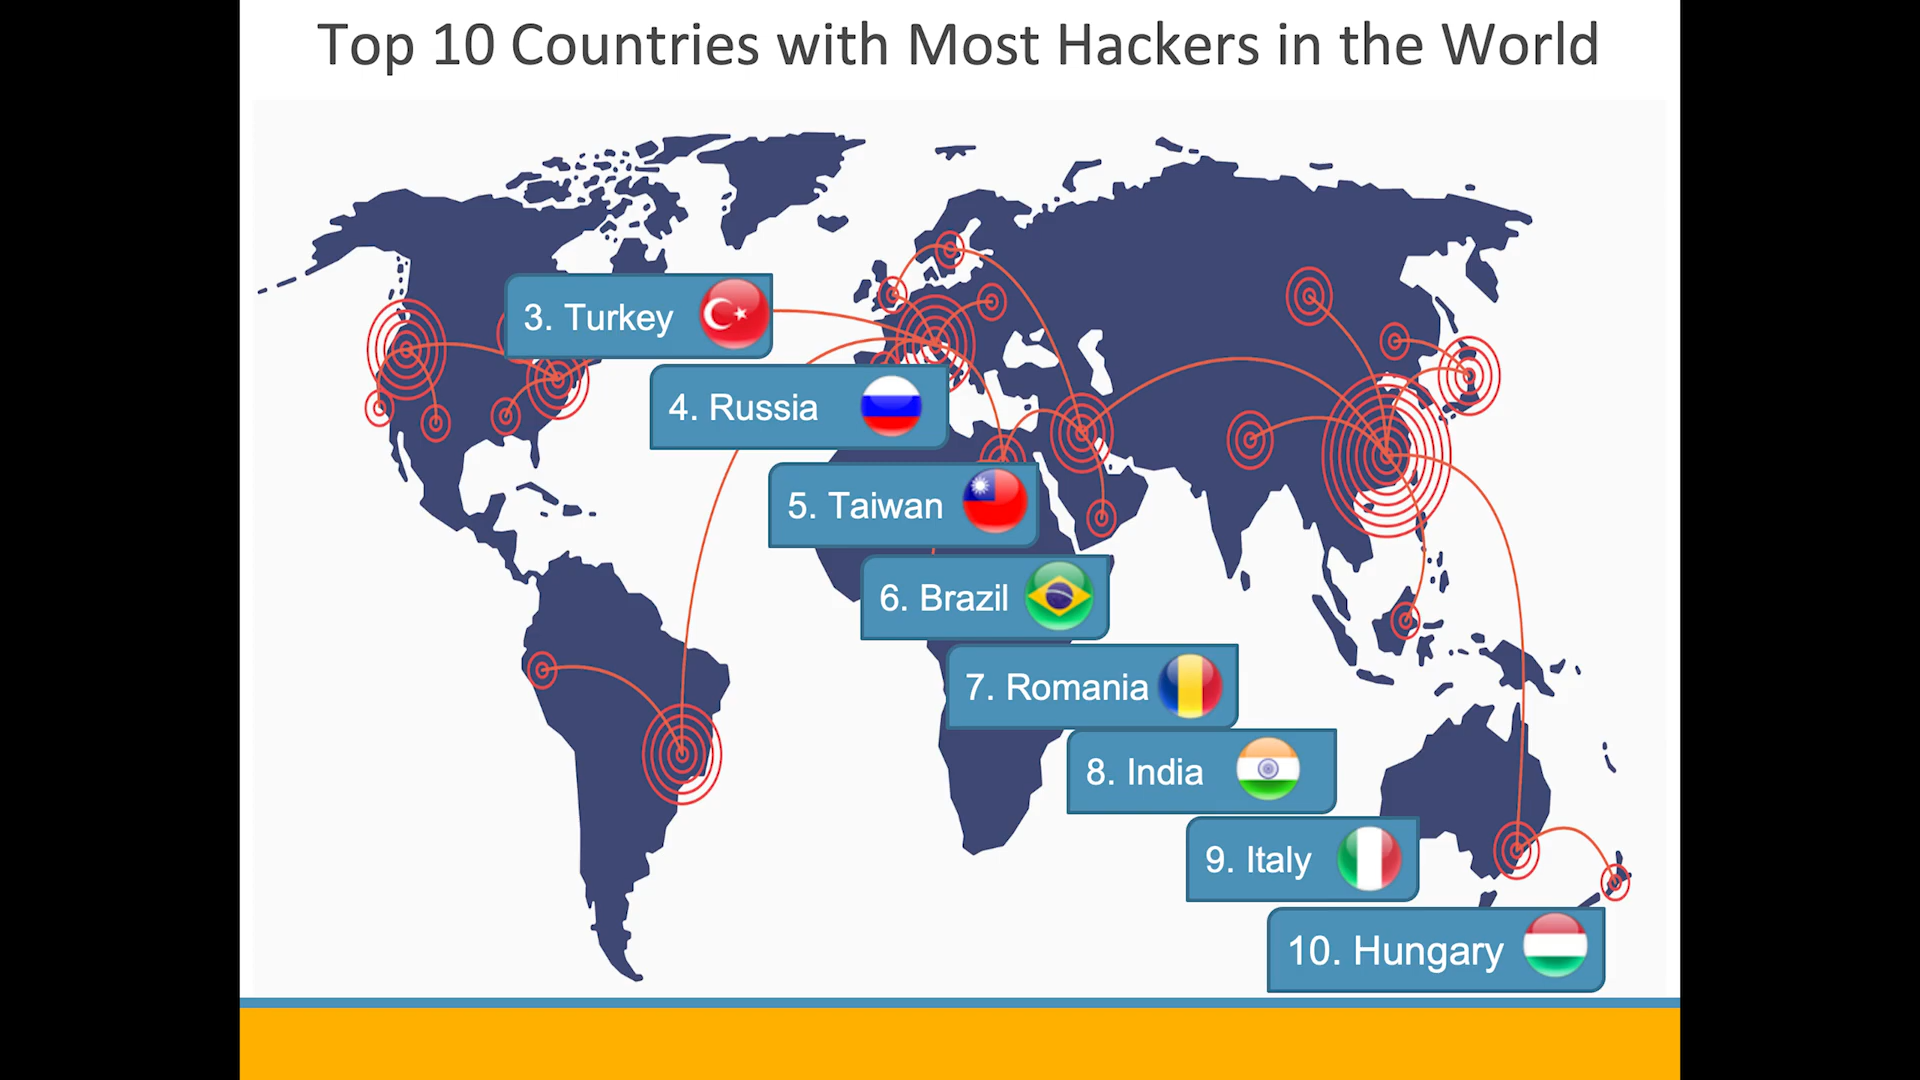 Top 10 Countries with Most Hackers in the World
3. Turkey
4. Russia
5. Taiwan
6. Brazil
7. Romania
8. India
9. Italy
10. Hungary